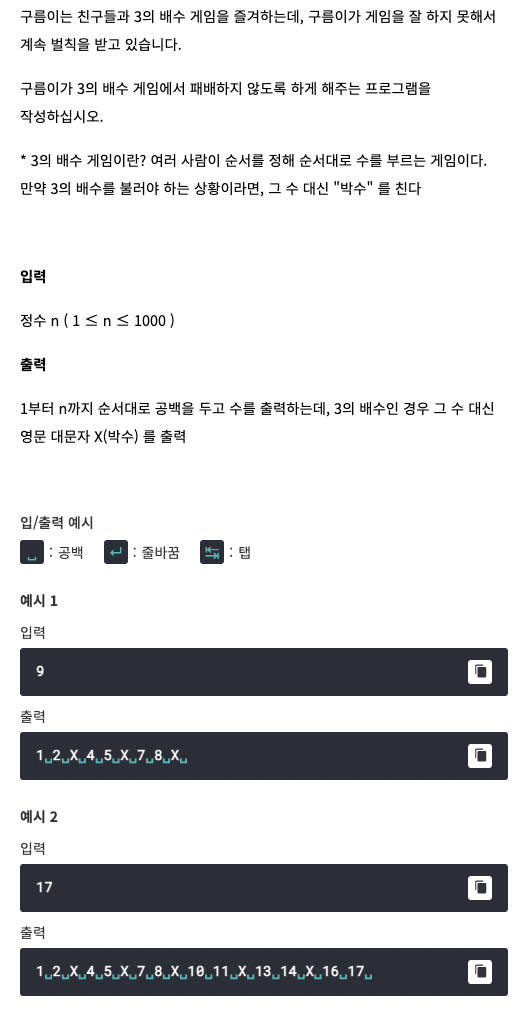 구름이는 친구들과 3의 배수 게임을 즐겨하는데, 구름이가 게임을 잘 하지 못해서
계속 벌칙을 받고 있습니다.
구름이가 3의 배수 게임에서 패배하지 않도록 하게 해주는 프로그램을
작성하십시오.
* 3의 배수 게임이란? 여러 사람이 순서를 정해 순서대로 수를 부르는 게임이다.
만약 3의 배수를 불러야 하는 상황이라면, 그 수 대신 "박수" 를 친다
입력
정수 n ( 1 ≤ n ≤ 1000 )
출력
1부터 n까지 순서대로 공백을 두고 수를 출력하는데, 3의 배수인 경우 그 수 대신
영문 대문자 X(박수) 를 출력
입/출력 예시
␣ : 공백 ↵ : 줄바꿈 ↹ : 탭
예시 1
입력
9
출력
1␣2␣X␣4␣5␣X␣7␣8␣X␣
예시 2
입력
17
출력
1␣2␣X␣4␣5␣X␣7␣8␣X␣10␣11␣X␣13␣14␣X␣16␣17␣